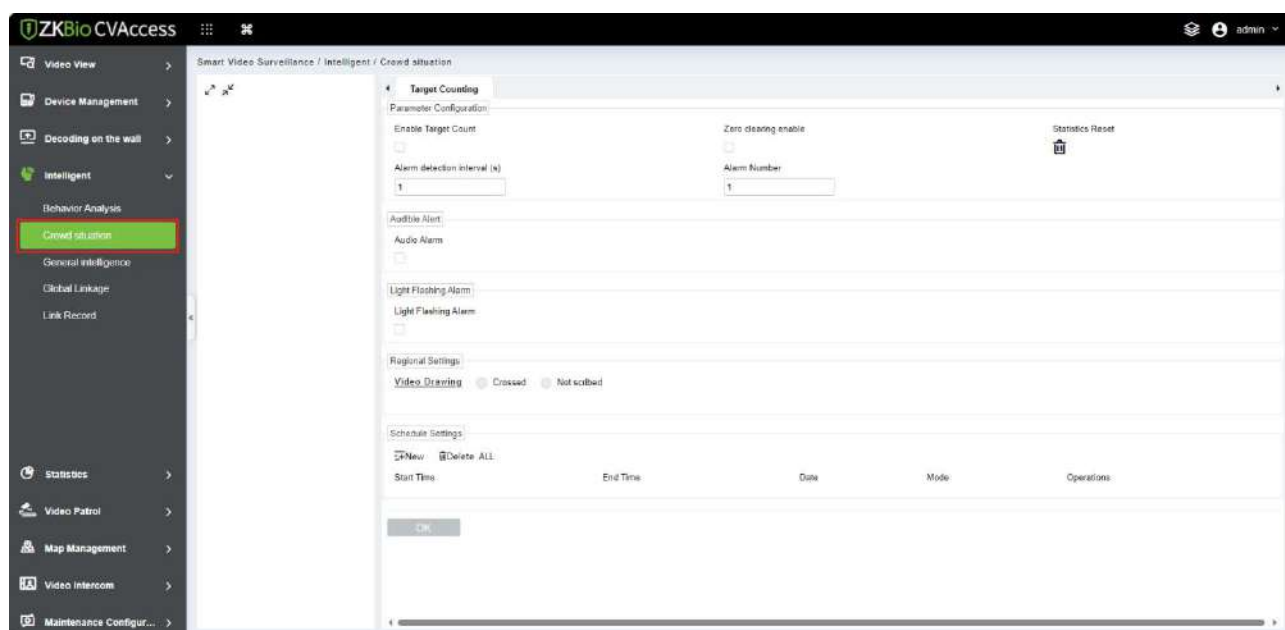 ZKBio CVAccess
admin
Video View
Device Management
Decoding on the wall
Intelligent
Behavior Analysis
Crowd situation
General intelligence
Global Linkage
Link Record
Statistics
Video Patrol
Map Management
Video Intercom
Maintenance Configur...
Smart Video Surveillance / Intelligent / Crowd situation
Target Counting
Parameter Configuration
Enable Target Count Zero clearing enable Statistics Reset
Alarm detection interval (s) Alarm Number
1 1
Audible Alert
Audio Alarm
Light Flashing Alarm
Light Flashing Alarm
Regional Settings
Video Drawing Crossed Not scribed
Schedule Settings
New Delete ALL
Start Time End Time Date Mode Operations
OK